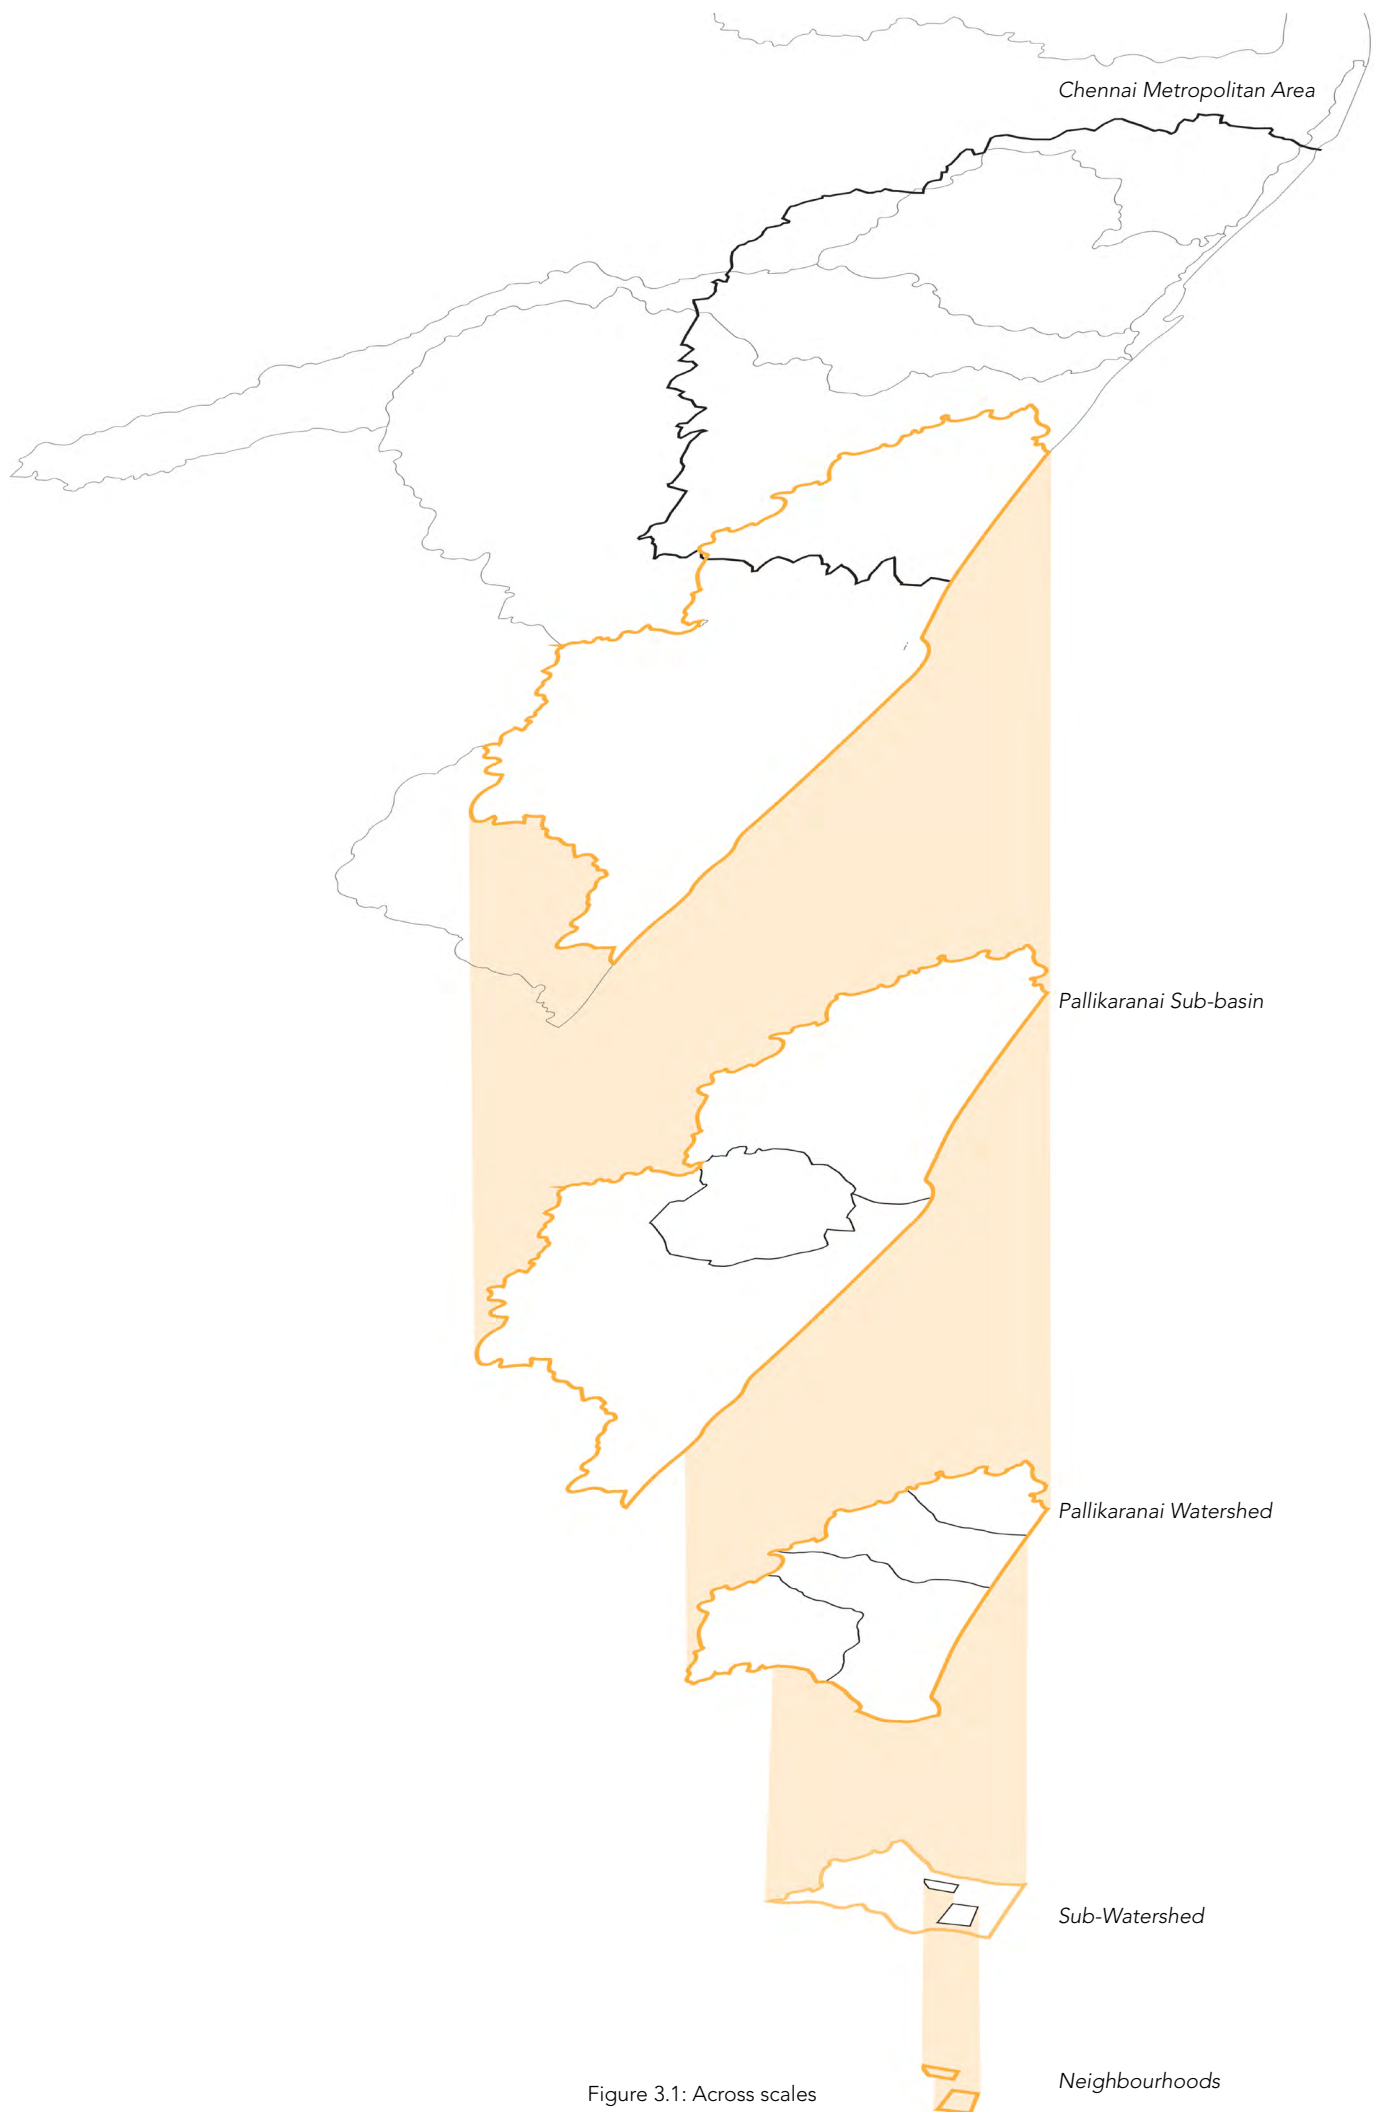 Chennai Metropolitan Area
Pallikaranai Sub-basin
Pallikaranai Watershed
Sub-Watershed
Neighbourhoods
Figure 3.1: Across scales